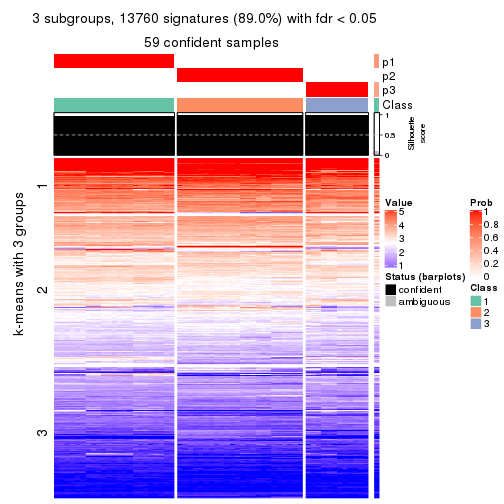 3 subgroups, 13760 signatures (89.0%) with fdr < 0.05
59 confident samples
p1
p2
p3
Class
1
0.5
0
Silhouette
score
k-means with 3 groups
1
2
3
Value
5
4
3
2
1
Status (barplots)
confident
ambiguous
Prob
1
0.8
0.6
0.4
0.2
0
Class
1
2
3